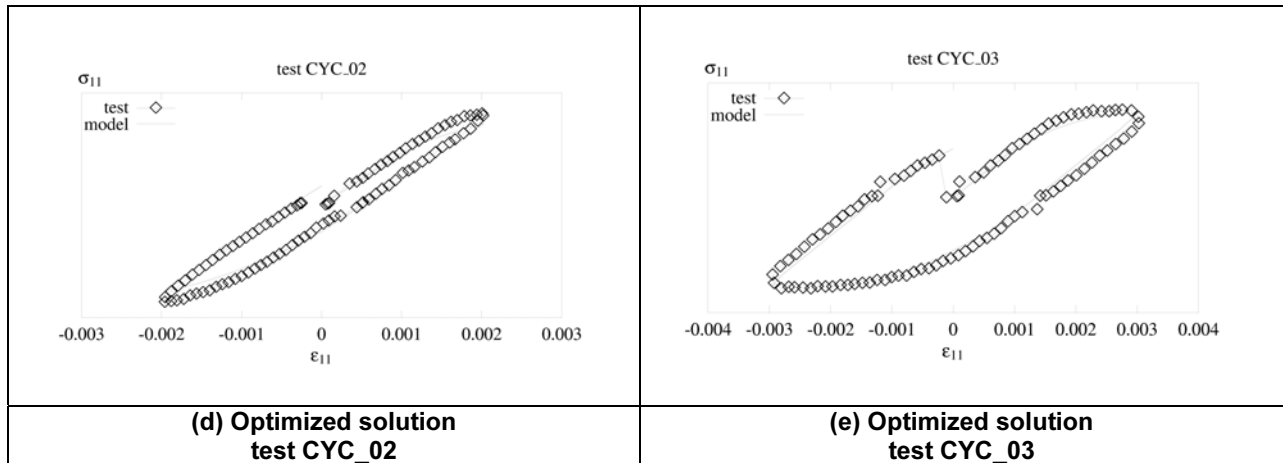 test CYC_02
σ11
test
model
-0.003 -0.002 -0.001 0 0.001 0.002 0.003
ε11
(d) Optimized solution
test CYC_02
test CYC_03
σ11
test
model
-0.004 -0.003 -0.002 -0.001 0 0.001 0.002 0.003 0.004
ε11
(e) Optimized solution
test CYC_03